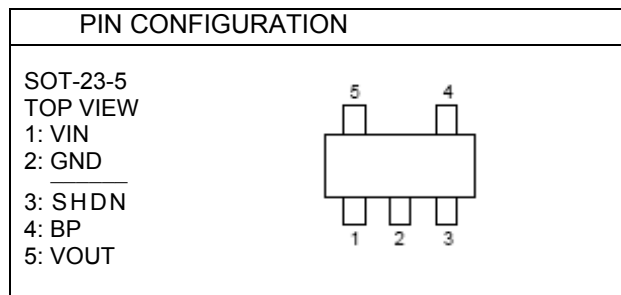 PIN CONFIGURATION
SOT-23-5
TOP VIEW
1: VIN
2: GND
3: SHDN
4: BP
5: VOUT
5 4
1 2 3